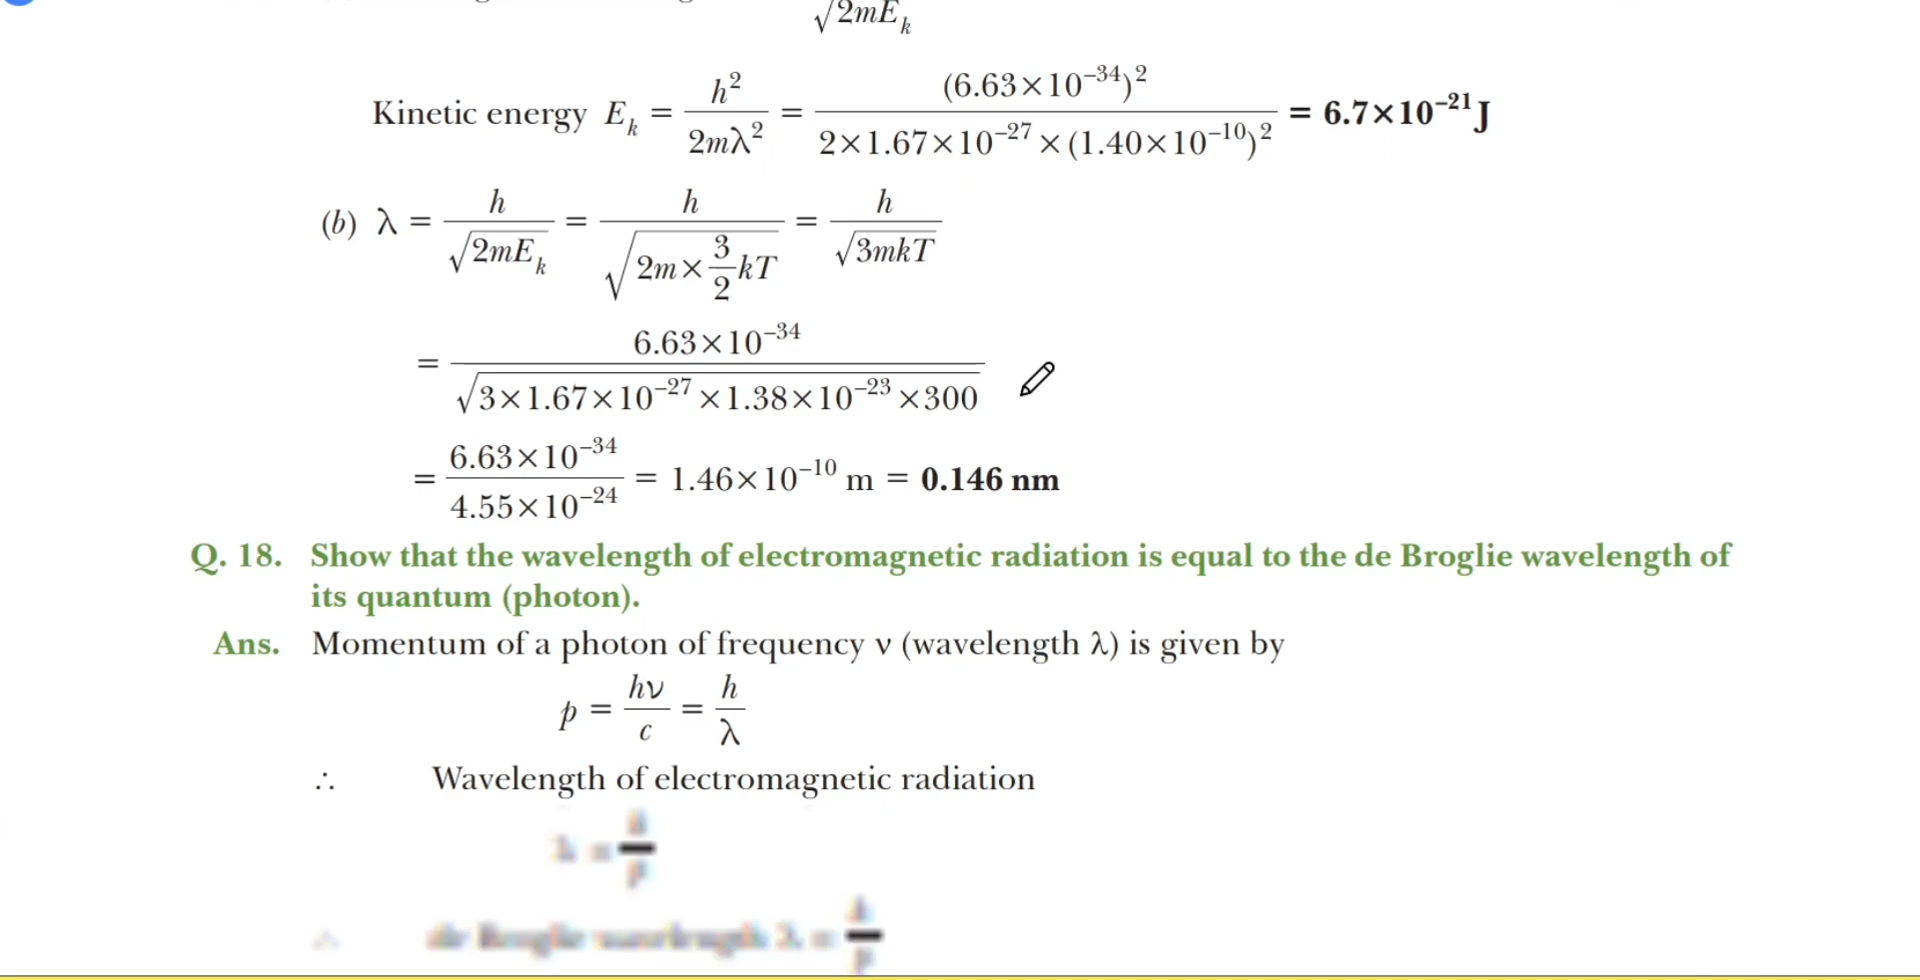 √2mE_k
Kinetic energy E_k = h²/2mλ² = (6.63×10⁻³⁴)²/2×1.67×10⁻²⁷×(1.40×10⁻¹⁰)² = 6.7×10⁻²¹J
(b) λ = h/√2mE_k = h/√2m×3/2kT = h/√3mkT
= 6.63×10⁻³⁴/√3×1.67×10⁻²⁷×1.38×10⁻²³×300
= 6.63×10⁻³⁴/4.55×10⁻²⁴ = 1.46×10⁻¹⁰ m = 0.146 nm
Q. 18. Show that the wavelength of electromagnetic radiation is equal to the de Broglie wavelength of
its quantum (photon).
Ans. Momentum of a photon of frequency ν (wavelength λ) is given by
p = hν/c = h/λ
∴ Wavelength of electromagnetic radiation